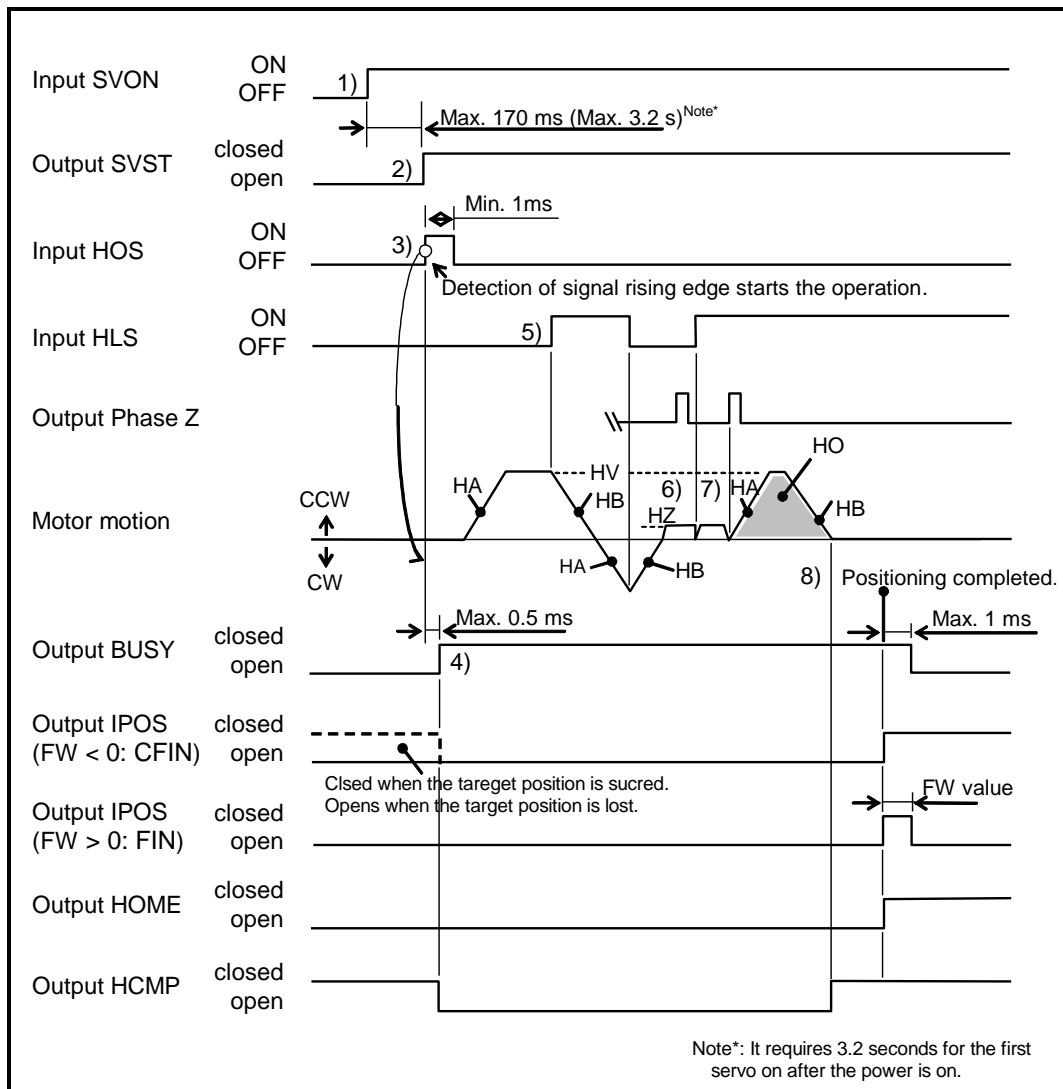 Input SVON
ON
OFF
1)
Max. 170 ms (Max. 3.2 s)Note*
Output SVST
closed
open
2)
Min. 1ms
Input HOS
ON
OFF
3)
Detection of signal rising edge starts the operation.
Input HLS
ON
OFF
5)
Output Phase Z
HO
HV
HA
HB
6)
7)
HA
HB
Motor motion
CCW
CW
HZ
HA
HB
8)
Positioning completed.
Max. 0.5 ms
Max. 1 ms
Output BUSY
closed
open
4)
Output IPOS
(FW < 0: CFIN)
closed
open
Clsed when the tareget position is sucred.
Opens when the target position is lost.
FW value
Output IPOS
(FW > 0: FIN)
closed
open
Output HOME
closed
open
Output HCMP
closed
open
Note*: It requires 3.2 seconds for the first
servo on after the power is on.